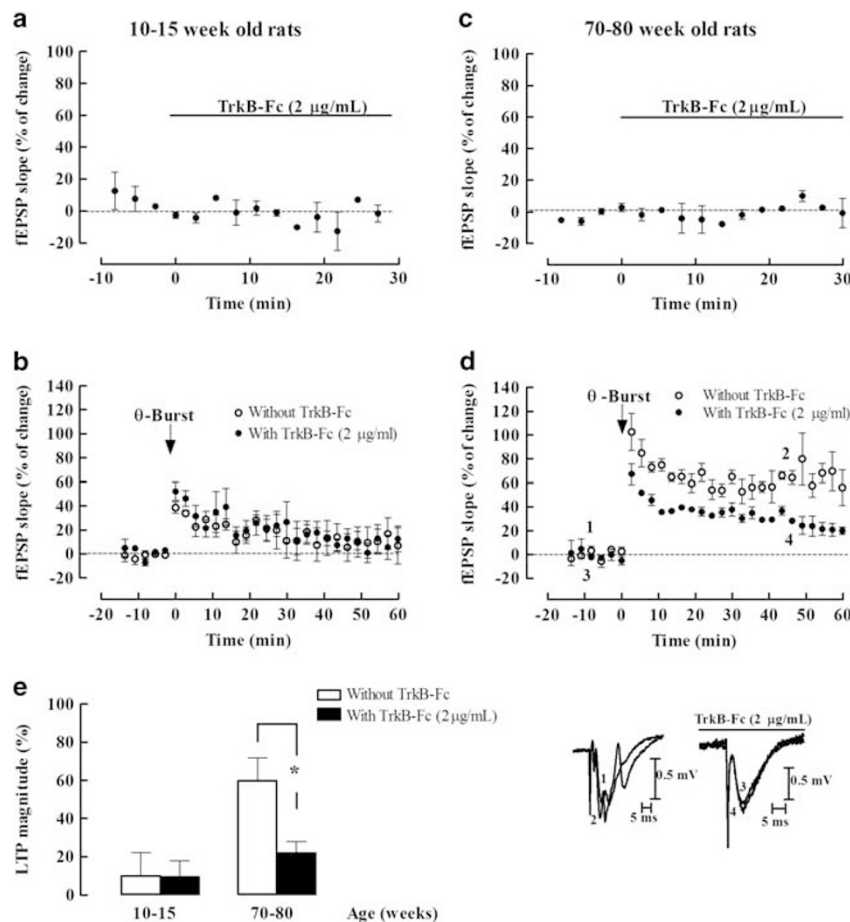 a
10-15 week old rats
fEPSP slope (% of change)
100
80
60
40
20
0
-20
TrkB-Fc (2 μg/mL)
-10 0 10 20 30
Time (min)
c
70-80 week old rats
fEPSP slope (% of change)
100
80
60
40
20
0
-20
TrkB-Fc (2 μg/mL)
-10 0 10 20 30
Time (min)
b
fEPSP slope (% of change)
140
120
100
80
60
40
20
0
-20
θ-Burst
Without TrkB-Fc
With TrkB-Fc (2 μg/ml)
-20 -10 0 10 20 30 40 50 60
Time (min)
d
fEPSP slope (% of change)
140
120
100
80
60
40
20
0
-20
θ-Burst
Without TrkB-Fc
With TrkB-Fc (2 μg/ml)
1
2
3
4
-20 -10 0 10 20 30 40 50 60
Time (min)
e
LTP magnitude (%)
100
80
60
40
20
0
Without TrkB-Fc
With TrkB-Fc (2μg/mL)
*
10-15 70-80 Age (weeks)
1
2
0.5 mV
5 ms
TrkB-Fc (2 μg/mL)
3
4
0.5 mV
5 ms